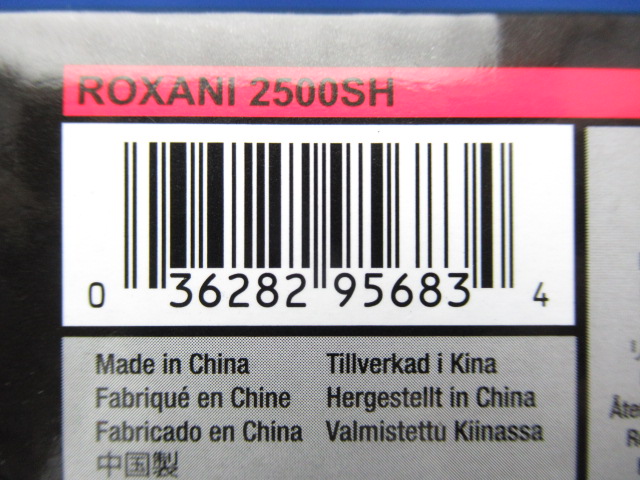 ROXANI 2500SH
0 36282 95683 4
Made in China Tillverkad i Kina
Fabriqué en Chine Hergestellt in China
Fabricado en China Valmistettu Kiinassa
中国製